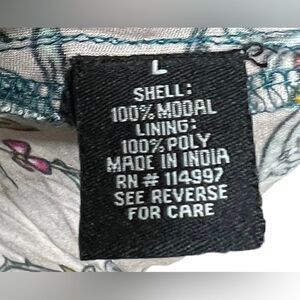 L
SHELL:
100% MODAL
LINING:
100% POLY
MADE IN INDIA
RN # 114997
SEE REVERSE
FOR CARE